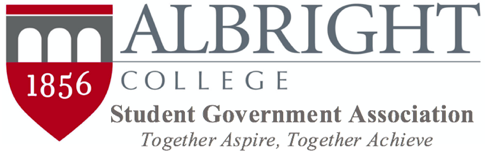 ALBRIGHT
COLLEGE
1856
Student Government Association
Together Aspire, Together Achieve